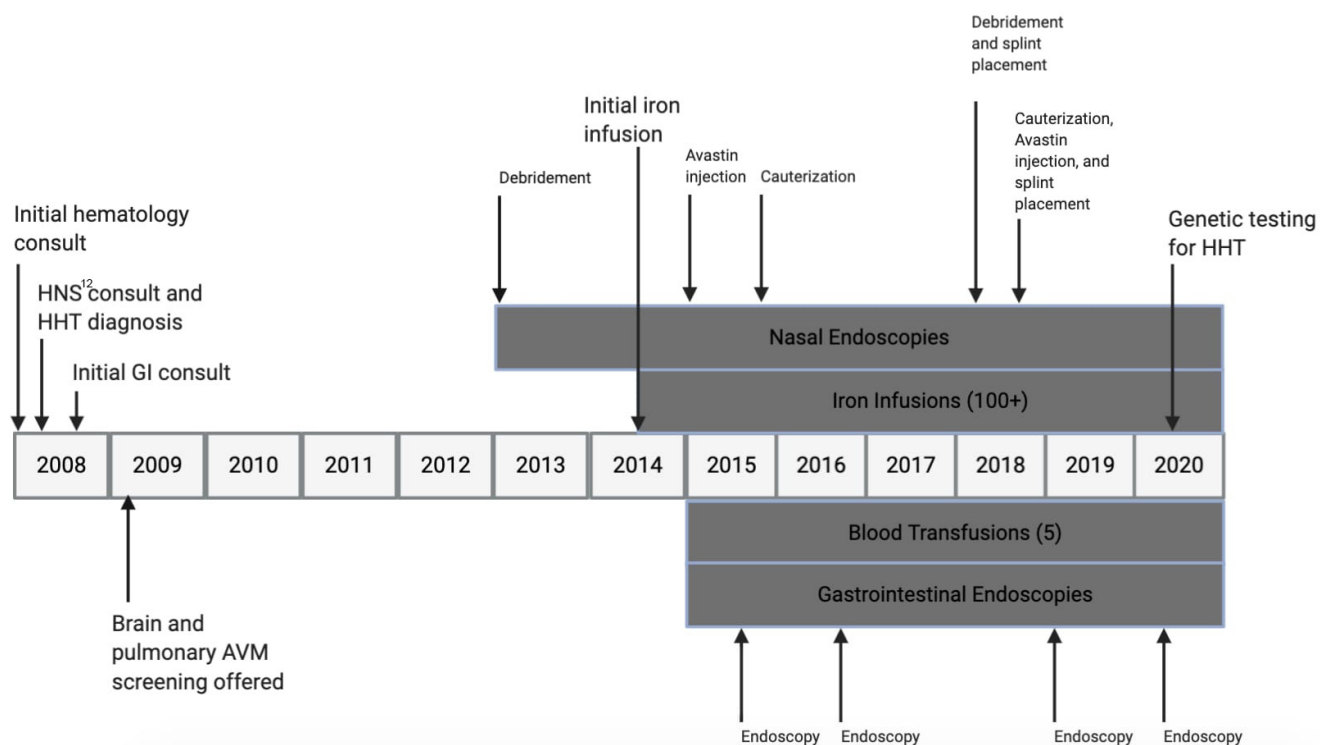 Debridement
and splint
placement
Initial iron
infusion
Cauterization,
Avastin
injection, and
splint
placement
Avastin
injection
Cauterization
Debridement
Initial hematology
consult
Genetic testing
for HHT
HNS12 consult and
HHT diagnosis
Initial GI consult
Nasal Endoscopies
Iron Infusions (100+)
2008 2009 2010 2011 2012 2013 2014 2015 2016 2017 2018 2019 2020
Blood Transfusions (5)
Gastrointestinal Endoscopies
Brain and
pulmonary AVM
screening offered
Endoscopy Endoscopy Endoscopy Endoscopy